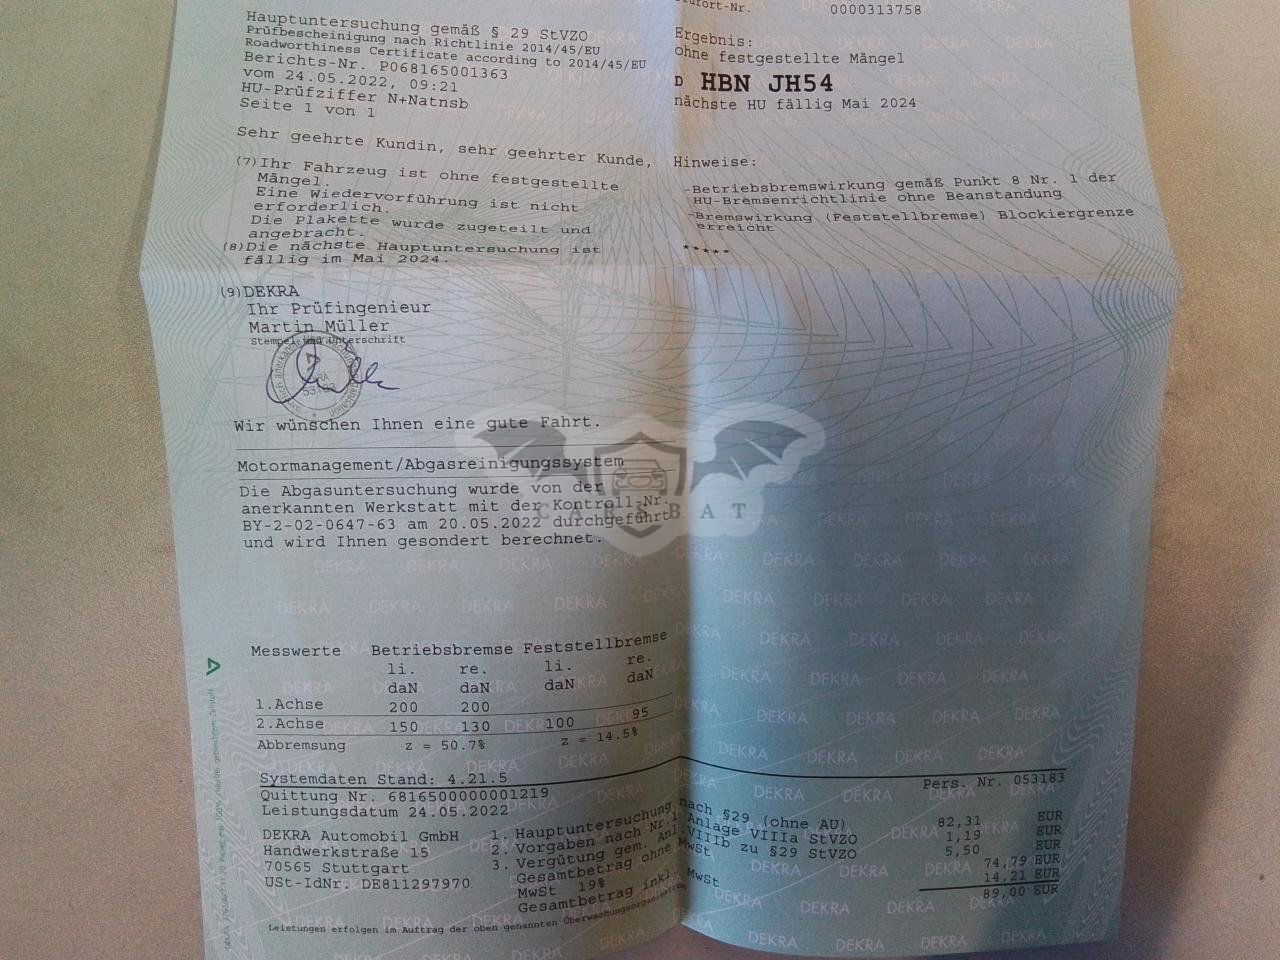 Hauptuntersuchung gemäß § 29 StVZO
Prüfbescheinigung nach Richtlinie 2014/45/EU
Roadworthiness Certificate according to 2014/45/EU
Berichts-Nr. P068165001363
vom 24.05.2022, 09:21
HU-Prüfziffer N+Natnsb
Seite 1 von 1
Sehr geehrte Kundin, sehr geehrter Kunde,
(7)Ihr Fahrzeug ist ohne festgestellte
Mängel.
Eine Wiedervorführung ist nicht
erforderlich.
Die Plakette wurde zugeteilt und
angebracht.
(8)Die nächste Hauptuntersuchung ist
fällig im Mai 2024.
(9)DEKRA
Ihr Prüfingenieur
Martin Müller
Stempel und Unterschrift
Wir wünschen Ihnen eine gute Fahrt.
Motormanagement/Abgasreinigungssystem
Die Abgasuntersuchung wurde von der
anerkannten Werkstatt mit der Kontroll-Nr.
BY-2-02-0647-63 am 20.05.2022 durchgeführt
und wird Ihnen gesondert berechnet.
0000313758
Ergebnis:
ohne festgestellte Mängel
D HBN JH54
nächste HU fällig Mai 2024
Hinweise:
-Betriebsbremswirkung gemäß Punkt 8 Nr. 1 der
HU-Bremsenrichtlinie ohne Beanstandung
-Bremswirkung (Feststellbremse) Blockiergrenze
erreicht
*****
CARSBAT
Messwerte Betriebsbremse Feststellbremse
li. re. li. re.
daN daN daN daN
1.Achse 200 200
2.Achse 150 130 100 95
Abbremsung z = 50.7% z = 14.5%
Systemdaten Stand: 4.21.5 Pers. Nr. 053183
Quittung Nr. 6816500000001219
Leistungsdatum 24.05.2022
DEKRA Automobil GmbH
Handwerkstraße 15
70565 Stuttgart
USt-IdNr. DE811297970
1. Hauptuntersuchung nach §29 (ohne AU) 82,31 EUR
2. Vorgaben nach Nr.1 Anlage VIIIa StVZO 1,19 EUR
3. Vergütung gem. Anl.VIIIb zu §29 StVZO 5,50 EUR
Gesamtbetrag ohne MwSt 74,79 EUR
MwSt 19% 14,21 EUR
Gesamtbetrag inkl. MwSt 89,00 EUR
Leistungen erfolgen im Auftrag der oben genannten Überwachungsorganisation